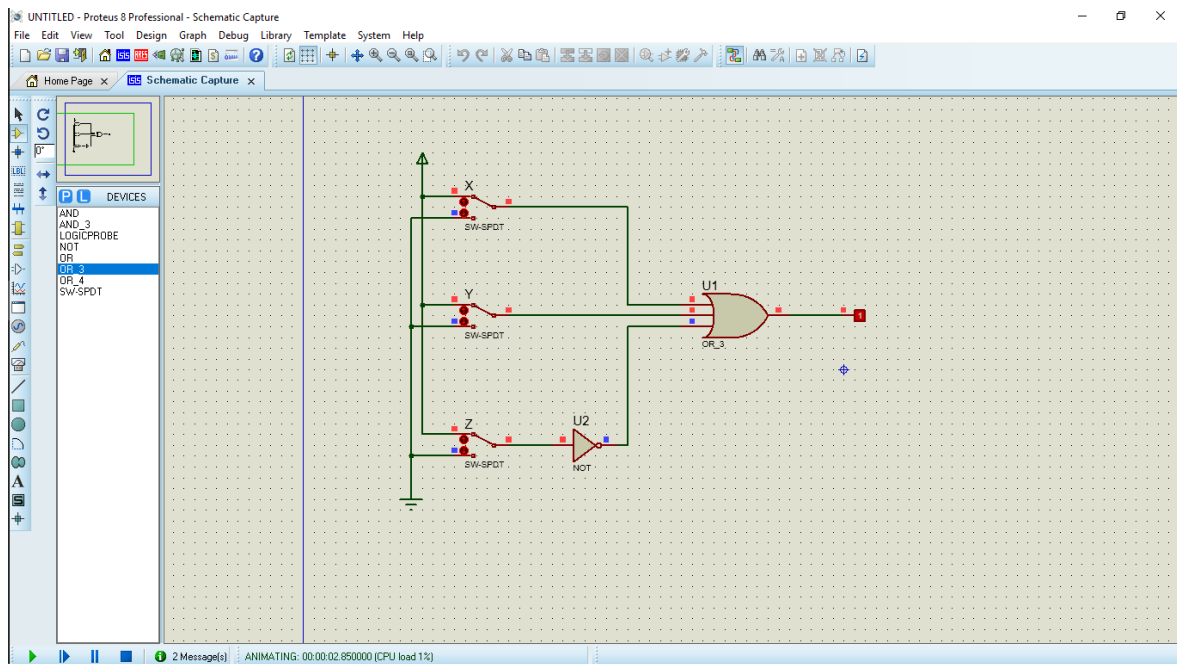 UNTITLED - Proteus 8 Professional - Schematic Capture
File Edit View Tool Design Graph Debug Library Template System Help
Home Page Schematic Capture
0°
LBL
P L DEVICES
AND
AND_3
LOGICPROBE
NOT
OR
OR_3
OR_4
SW-SPDT
A
S
X
SW-SPDT
Y
SW-SPDT
Z
SW-SPDT
U2
NOT
U1
OR_3
1
2 Message(s) ANIMATING: 00:00:02.850000 (CPU load 1%)